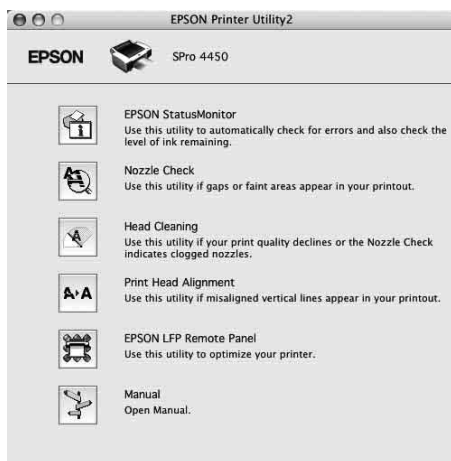 EPSON Printer Utility2
EPSON SPro 4450
EPSON StatusMonitor
Use this utility to automatically check for errors and also check the
level of ink remaining.
Nozzle Check
Use this utility if gaps or faint areas appear in your printout.
Head Cleaning
Use this utility if your print quality declines or the Nozzle Check
indicates clogged nozzles.
A▸A
Print Head Alignment
Use this utility if misaligned vertical lines appear in your printout.
EPSON LFP Remote Panel
Use this utility to optimize your printer.
Manual
Open Manual.